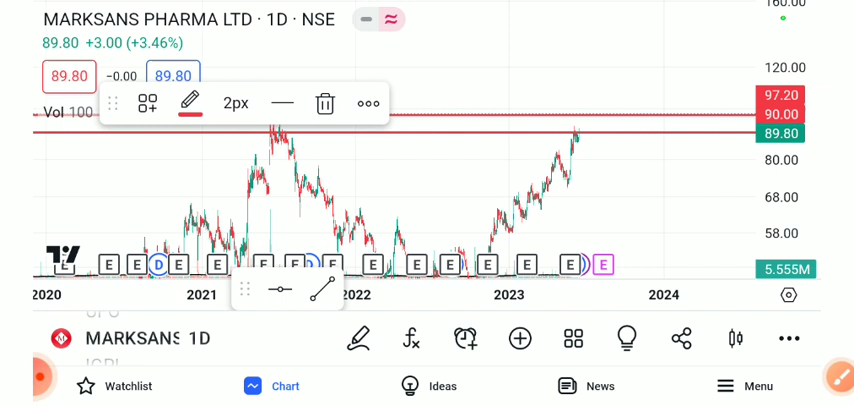 MARKSANS PHARMA LTD · 1D · NSE
160.00
89.80 +3.00 (+3.46%)
89.80 −0.00 89.80
120.00
2px
97.20
Vol 100
90.00
89.80
80.00
68.00
58.00
E E E D E E E E E E E E E E E E
5.555M
2020 2021 2022 2023 2024
MARKSANS 1D
Watchlist Chart Ideas News Menu